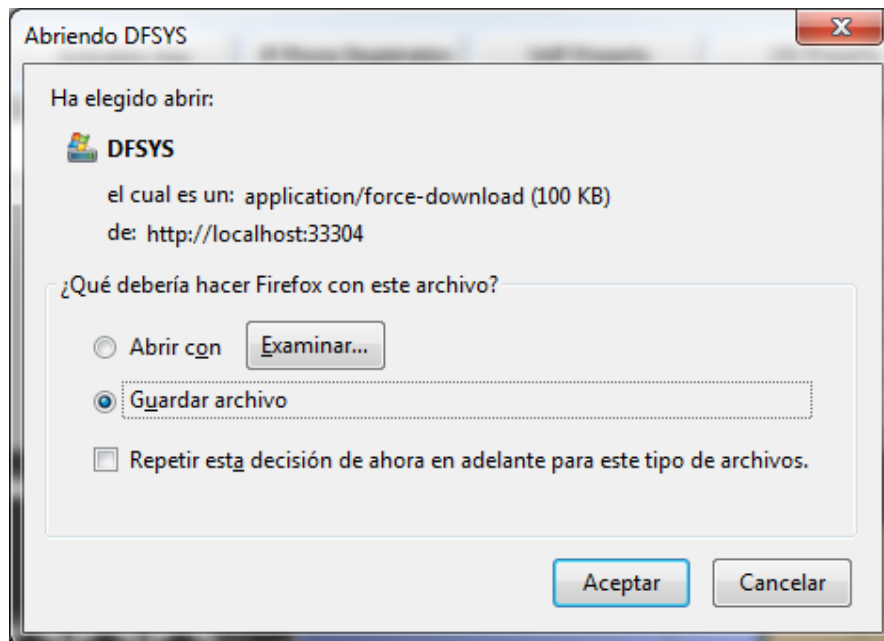 Abriendo DFSYS
Ha elegido abrir:
DFSYS
el cual es un: application/force-download (100 KB)
de: http://localhost:33304
¿Qué debería hacer Firefox con este archivo?
Abrir con Examinar...
Guardar archivo
Repetir esta decisión de ahora en adelante para este tipo de archivos.
Aceptar Cancelar